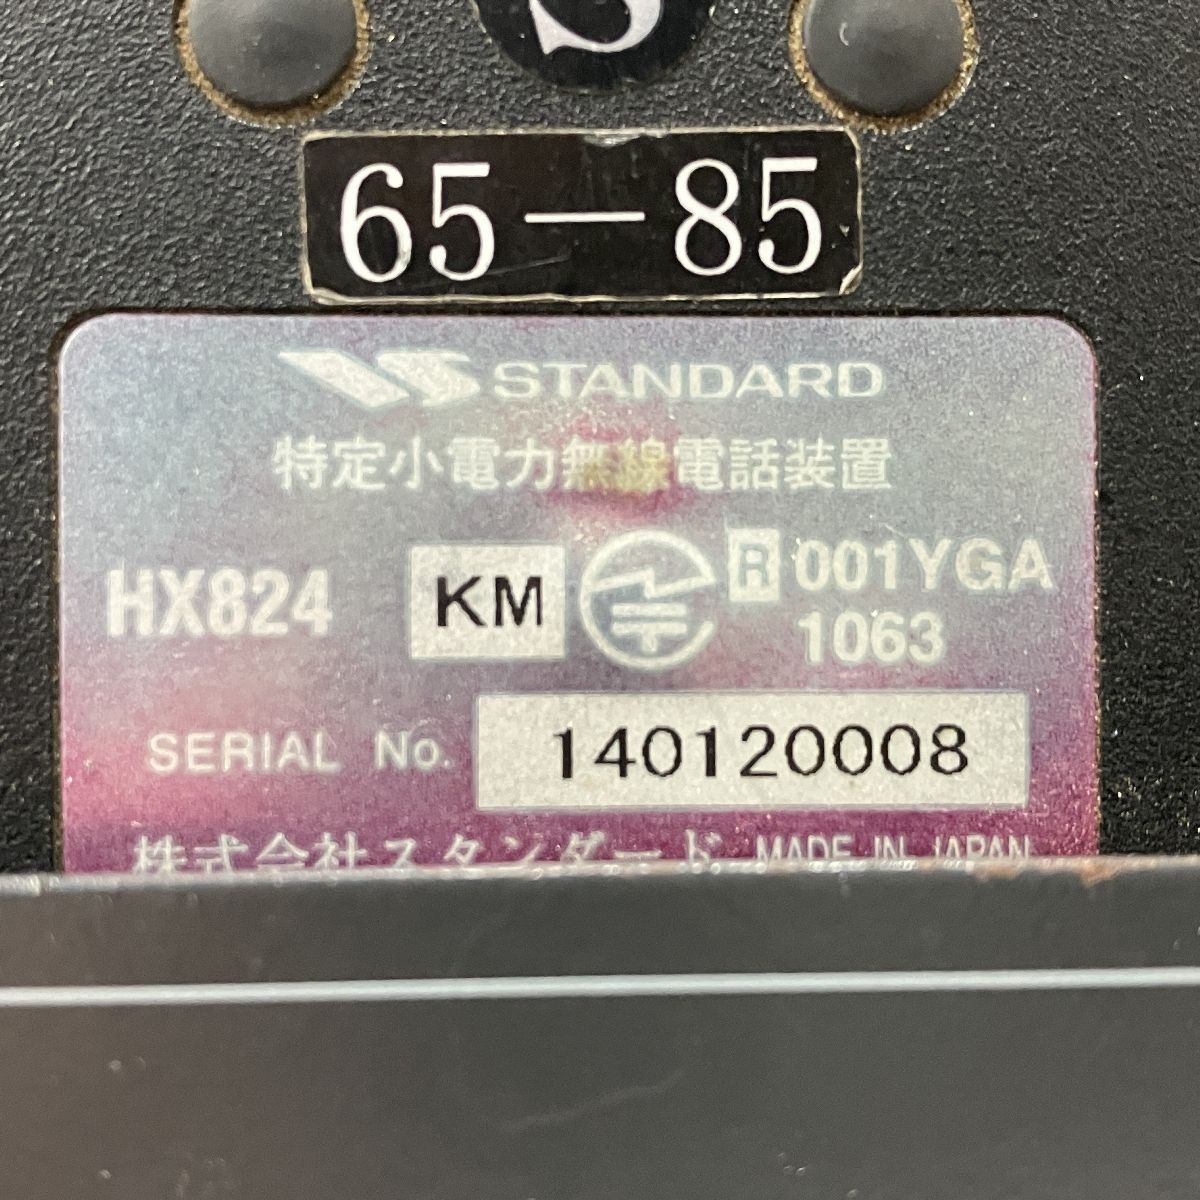 S
65-85
STANDARD
特定小電力無線電話装置
HX824 KM R 001YGA
1063
SERIAL No. 140120008
株式会社スタンダード MADE IN JAPAN